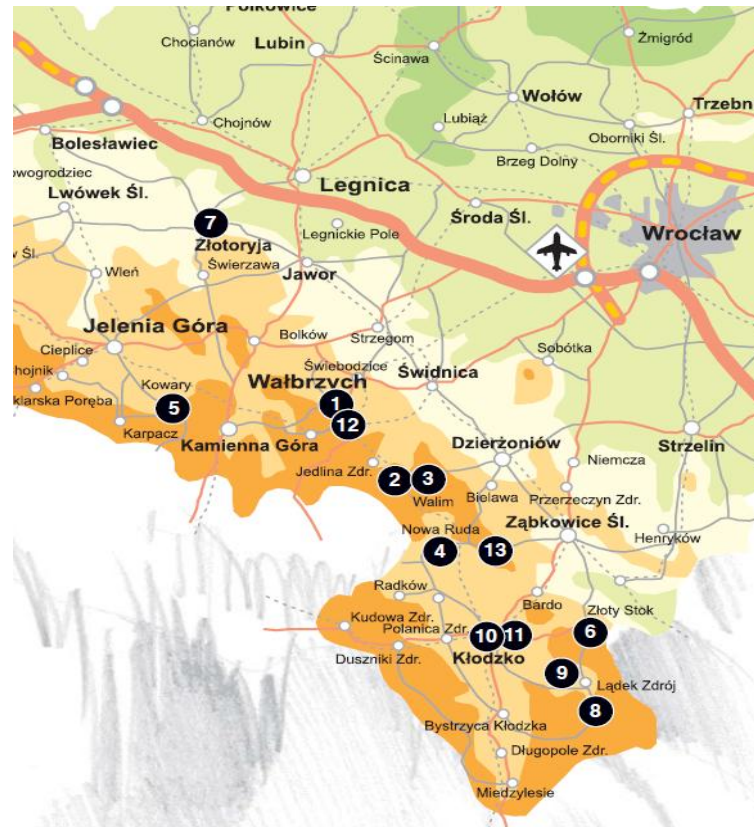 Polkowice
Chocianów
Lubin
Ścinawa
Żmigród
Wołów
Trzebn
Chojnów
Lubiąż
Oborniki Śl.
Bolesławiec
Brzeg Dolny
owogrodziec
Legnica
Lwówek Śl.
Środa Śl.
7
Legnickie Pole
Wrocław
Złotoryja
w Śl.
Wleń
Świerzawa
Jawor
Jelenia Góra
Bolków
Strzegom
Cieplice
Sobótka
hojnik
Świebodzice
Kowary
Wałbrzych
Świdnica
klarska Poręba
5
1
12
Karpacz
Kamienna Góra
Dzierżoniów
Strzelin
Jedlina Zdr.
2
3
Niemcza
Walim
Bielawa
Przerzeczyn Zdr.
Nowa Ruda
Ząbkowice Śl.
4
13
Henryków
Radków
Bardo
Złoty Stok
Kudowa Zdr.
Polanica Zdr.
10
11
6
Duszniki Zdr.
Kłodzko
9
Lądek Zdrój
8
Bystrzyca Kłodzka
Długopole Zdr.
Miedzylesie